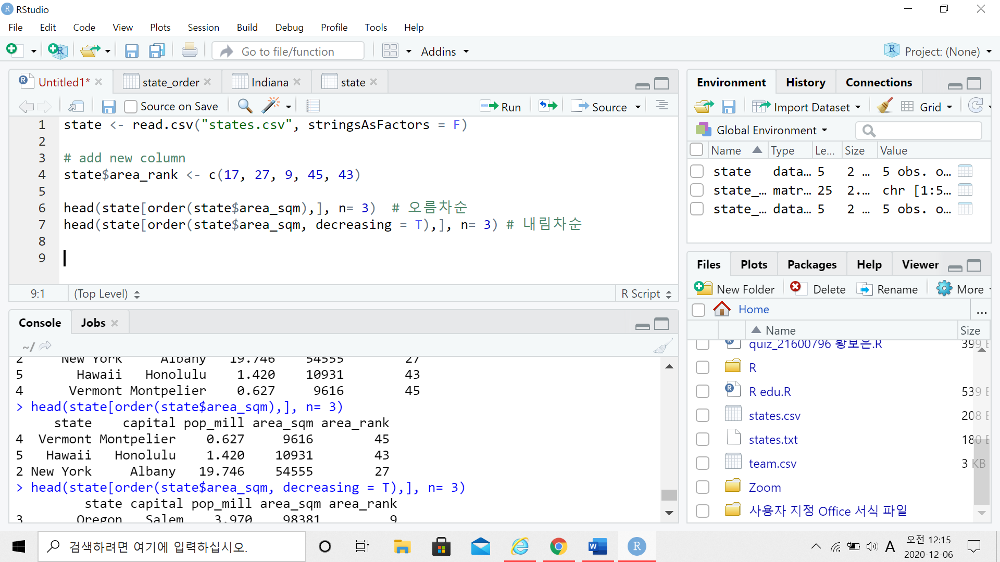 RStudio
File Edit Code View Plots Session Build Debug Profile Tools Help
Go to file/function Addins Project: (None)
Untitled1* state_order Indiana state
Source on Save Run Source
1 state <- read.csv("states.csv", stringsAsFactors = F)
2
3 # add new column
4 state$area_rank <- c(17, 27, 9, 45, 43)
5
6 head(state[order(state$area_sqm),], n= 3) # 오름차순
7 head(state[order(state$area_sqm, decreasing = T),], n= 3) # 내림차순
8
9
9:1 (Top Level) R Script
Console Jobs
~/
2 New York Albany 19.746 54555 27
5 Hawaii Honolulu 1.420 10931 43
4 Vermont Montpelier 0.627 9616 45
> head(state[order(state$area_sqm),], n= 3)
state capital pop_mill area_sqm area_rank
4 Vermont Montpelier 0.627 9616 45
5 Hawaii Honolulu 1.420 10931 43
2 New York Albany 19.746 54555 27
> head(state[order(state$area_sqm, decreasing = T),], n= 3)
state capital pop_mill area_sqm area_rank
3 Oregon Salem 3.970 98381 9
Environment History Connections
Import Dataset Grid
Global Environment
Name Type Le... Size Value
state data... 5 2 ... 5 obs. o...
state_... matr... 25 2.... chr [1:5...
state_... data... 5 2 ... 5 obs. o...
Files Plots Packages Help Viewer
New Folder Delete Rename More
Home ...
Name Size
quiz_21600796 황보은.R 399
R
R edu.R 539
states.csv 208
states.txt 180
team.csv 3 KB
Zoom
사용자 지정 Office 서식 파일
검색하려면 여기에 입력하십시오.
A
오전 12:15
2020-12-06